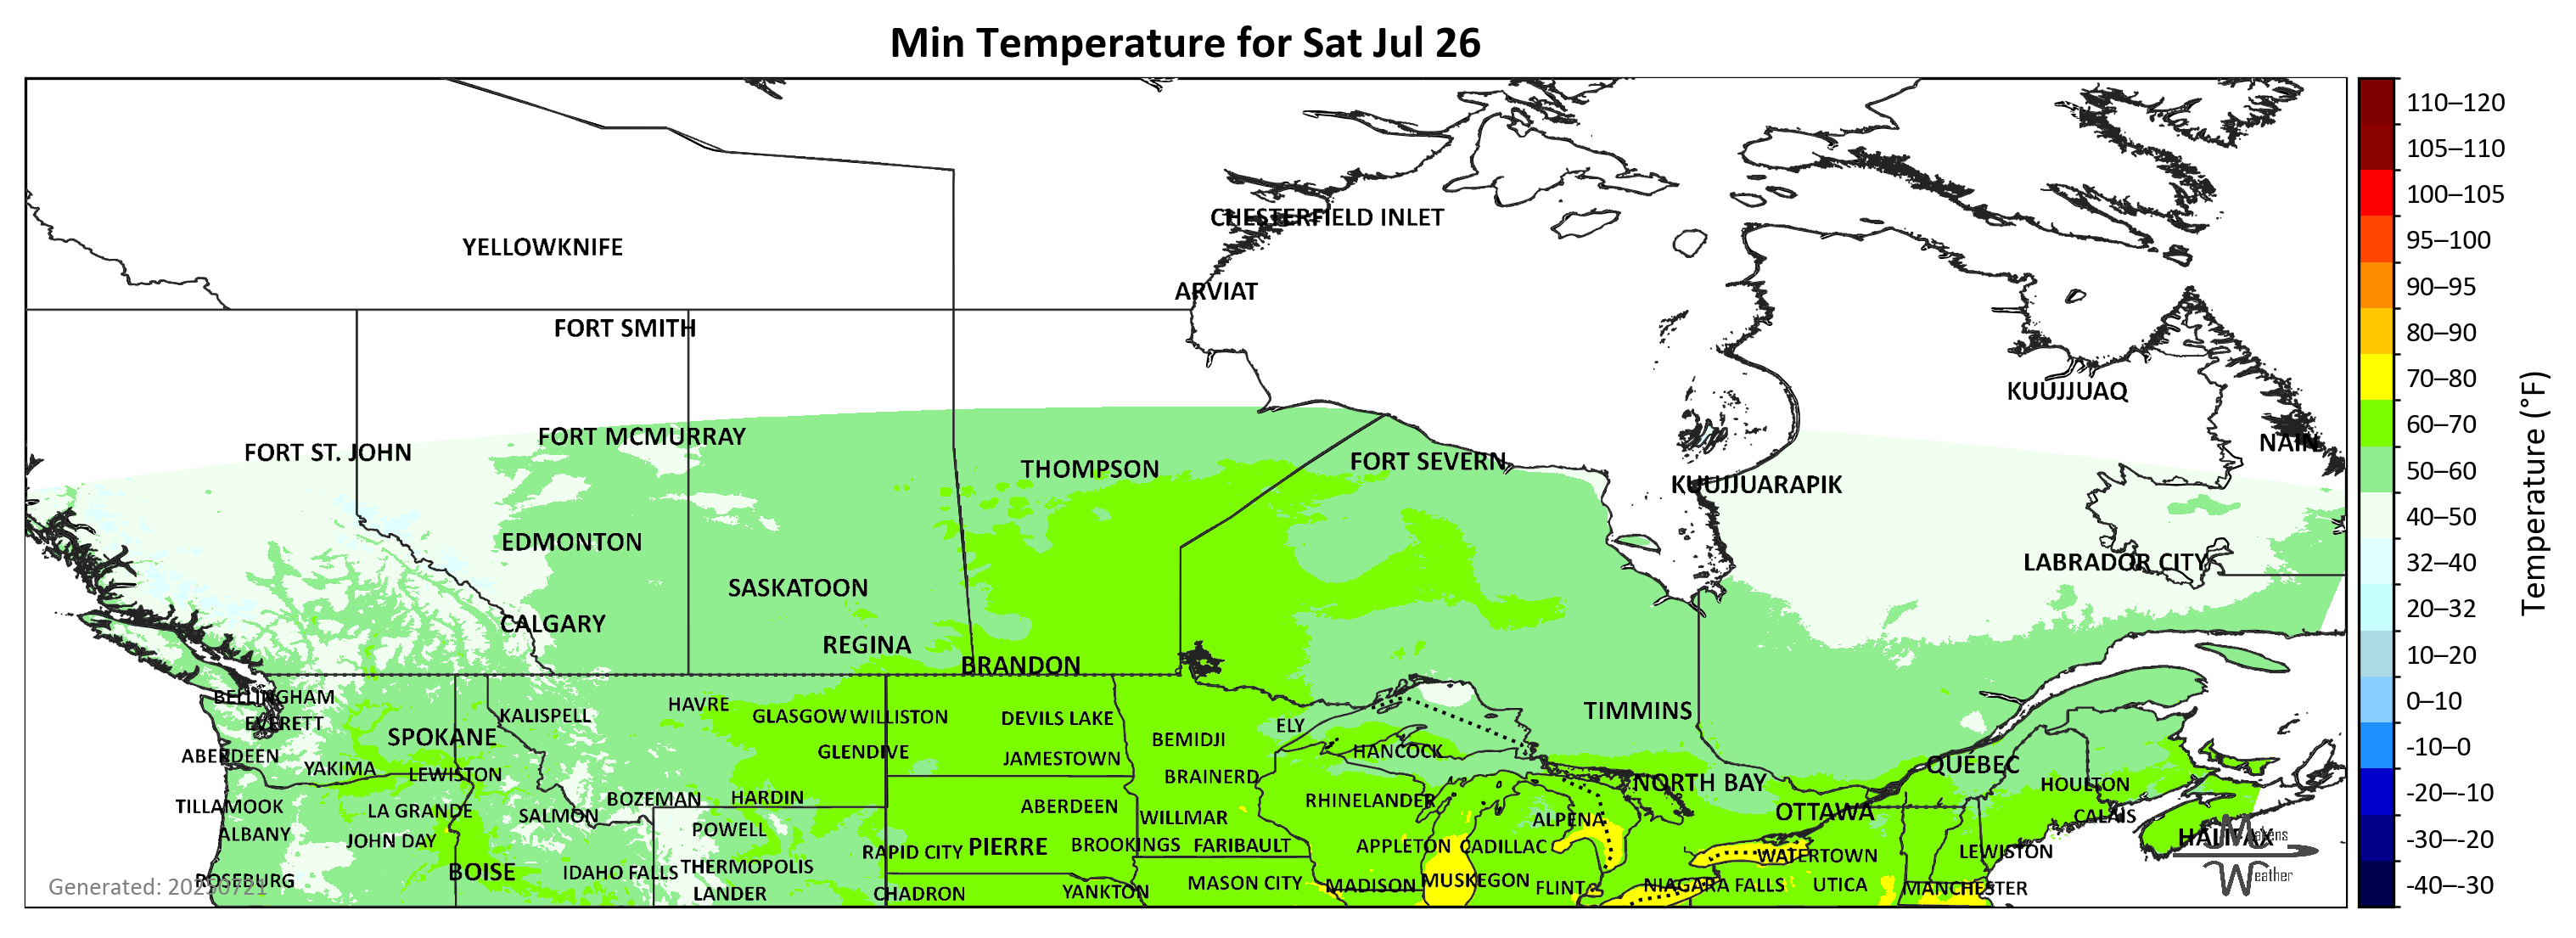 Min Temperature for Sat Jul 26
110–120
105–110
100–105
95–100
90–95
80–90
70–80
60–70
50–60
40–50
32–40
20–32
10–20
0–10
-10–0
-20–-10
-30–-20
-40–-30
Temperature (°F)
CHESTERFIELD INLET
YELLOWKNIFE
ARVIAT
FORT SMITH
KUUJJUAQ
FORT MCMURRAY
NAIN
FORT ST. JOHN
THOMPSON
FORT SEVERN
KUUJJUARAPIK
EDMONTON
LABRADOR CITY
SASKATOON
CALGARY
REGINA
BRANDON
BELLINGHAM
HAVRE
TIMMINS
EVERETT
KALISPELL
GLASGOW
WILLISTON
DEVILS LAKE
ELY
SPOKANE
BEMIDJI
ABERDEEN
GLENDIVE
JAMESTOWN
HANCOCK
YAKIMA
LEWISTON
BRAINERD
NORTH BAY
QUÉBEC
HOULTON
TILLAMOOK
LA GRANDE
SALMON
BOZEMAN
HARDIN
ABERDEEN
WILLMAR
RHINELANDER
ALPENA
OTTAWA
CALAIS
ALBANY
JOHN DAY
POWELL
RAPID CITY
PIERRE
BROOKINGS
FARIBAULT
APPLETON
CADILLAC
WATERTOWN
LEWISTON
HALIFAX
ROSEBURG
BOISE
IDAHO FALLS
THERMOPOLIS
LANDER
CHADRON
YANKTON
MASON CITY
MADISON
MUSKEGON
FLINT
NIAGARA FALLS
UTICA
MANCHESTER
Generated: 20250721
Matens
Weather